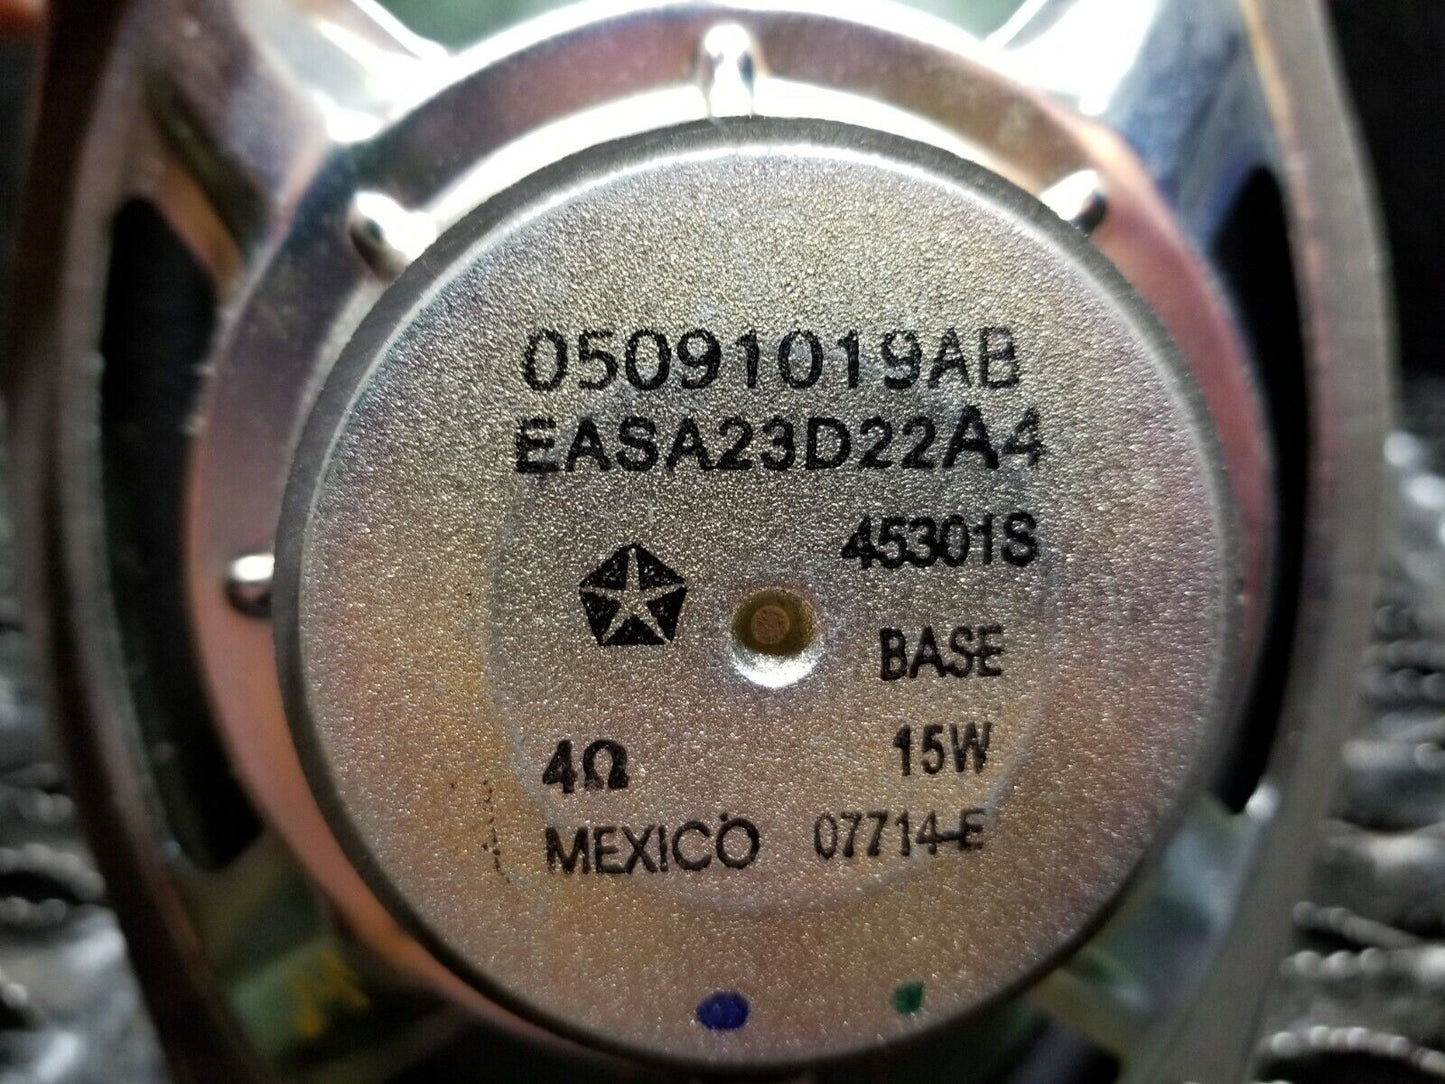 05091019AB
EASA23D22A4
45301S
BASE
4Ω 15W
MEXICO 07714-E